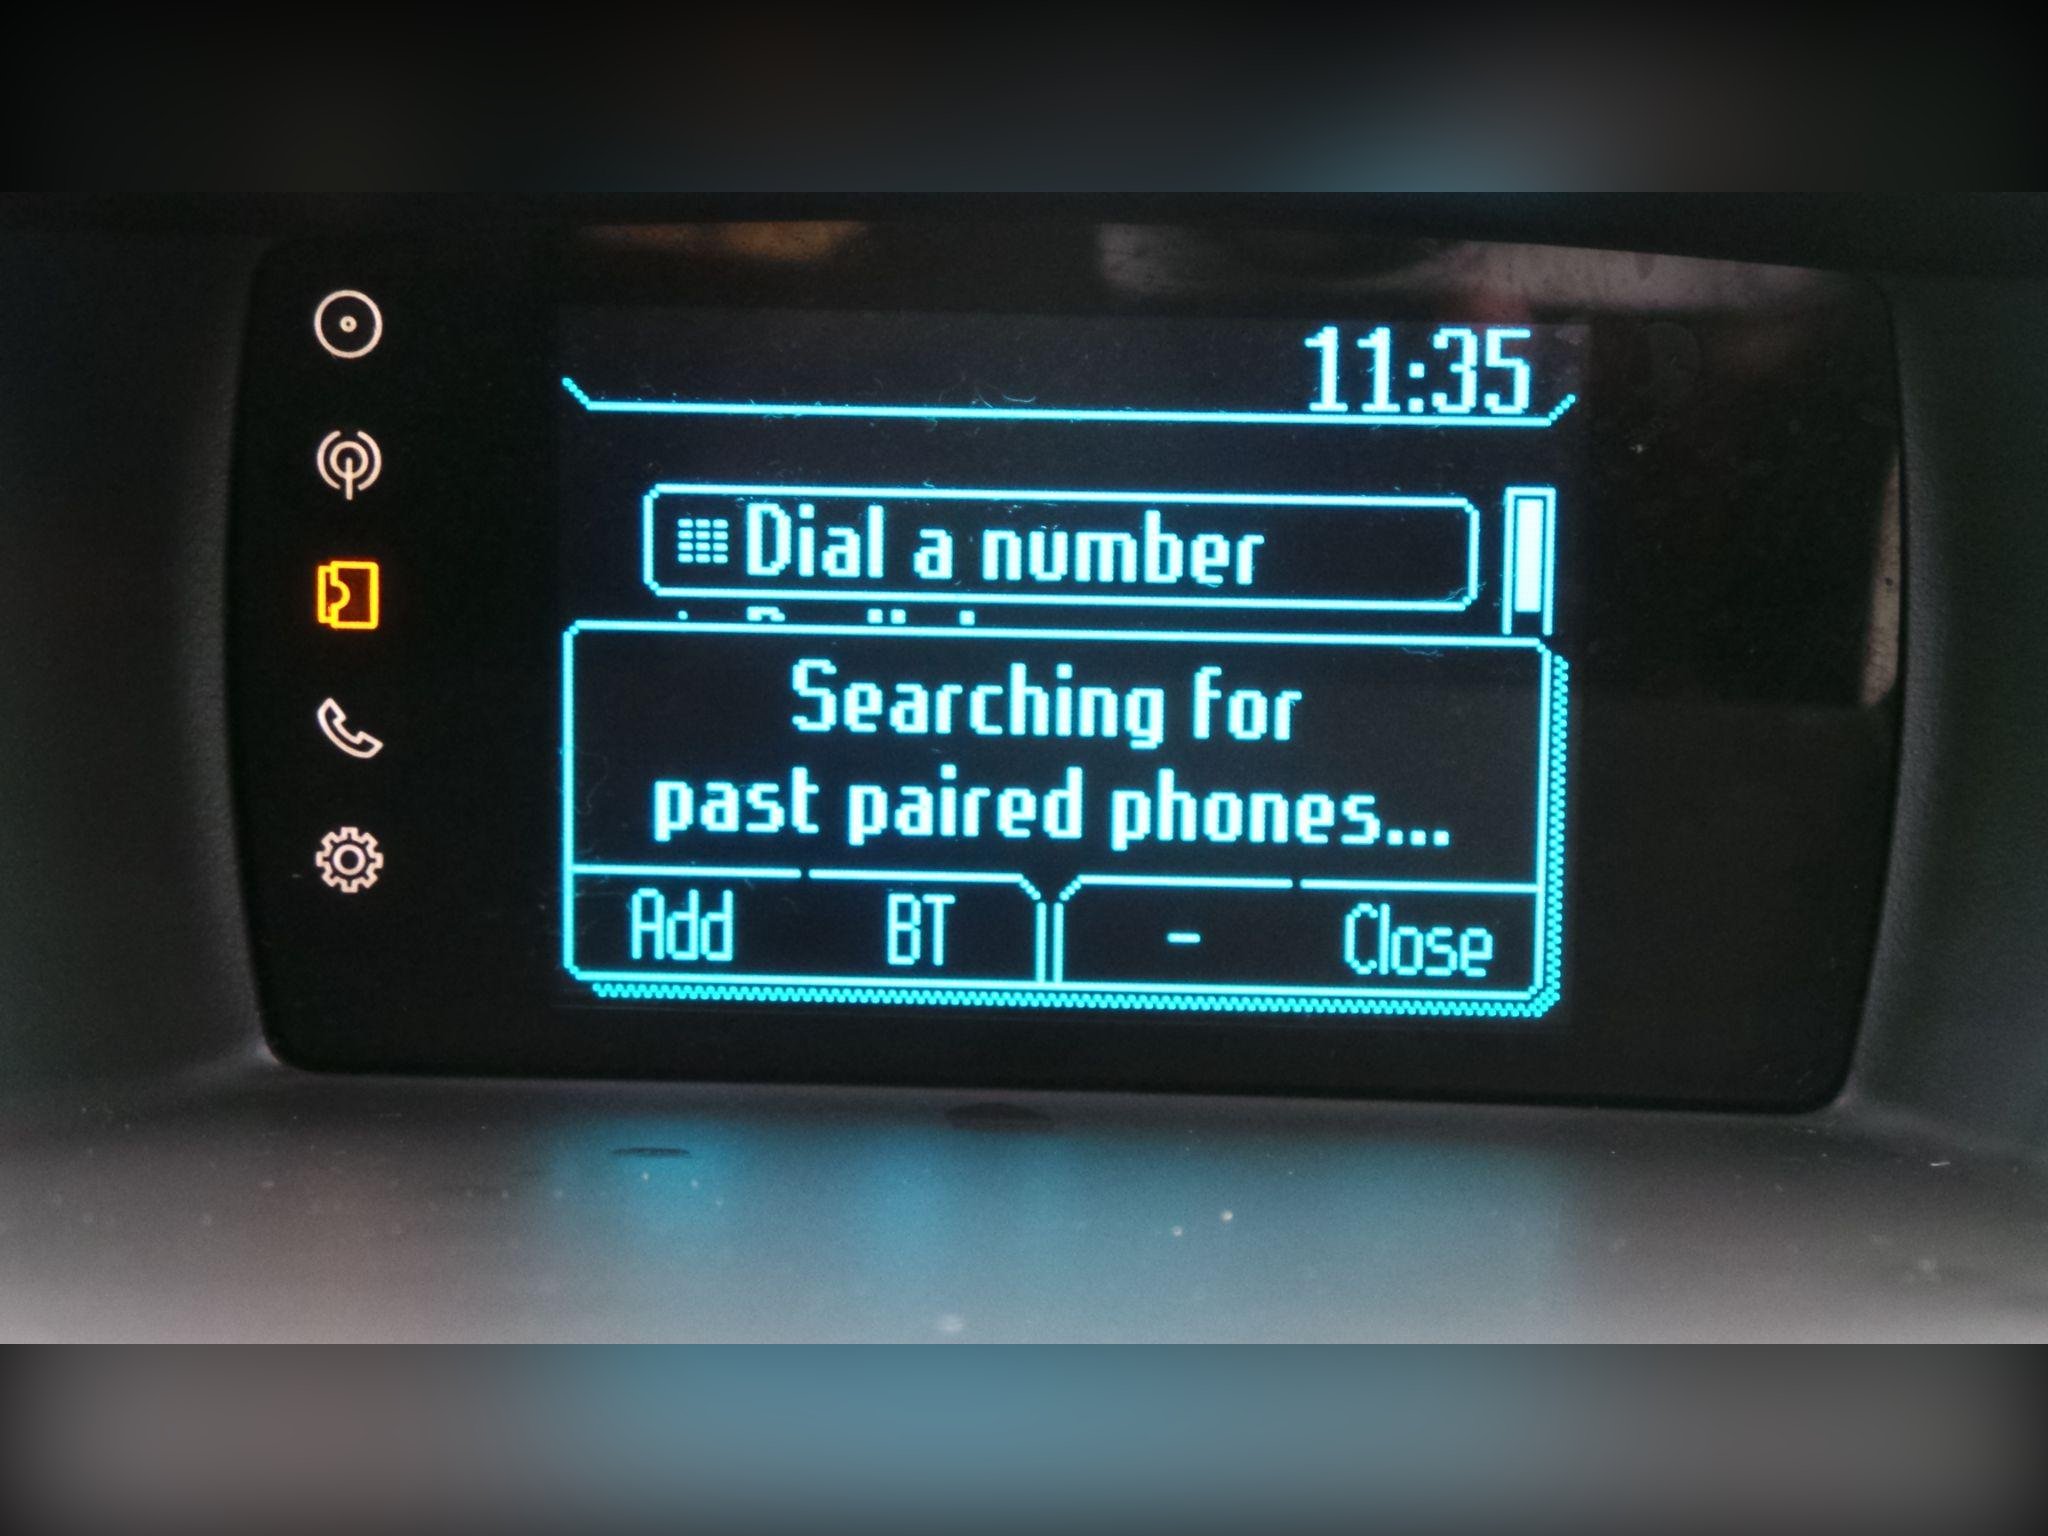 11:35
Dial a number
Searching for
past paired phones...
Add BT - Close